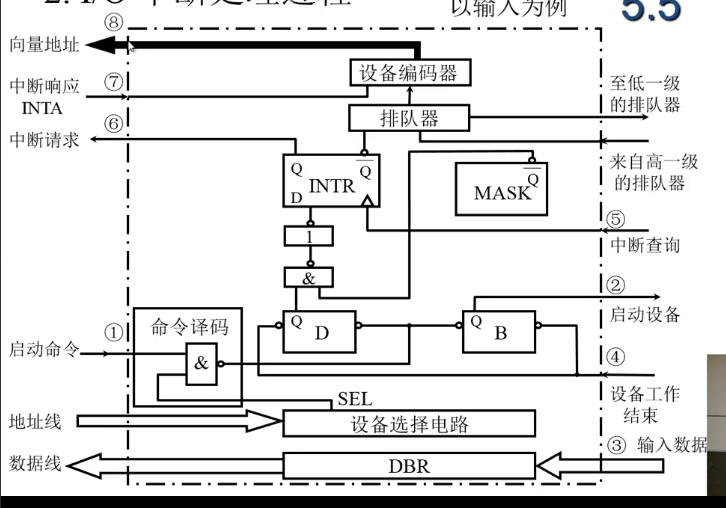 2. I/O 中断处理过程
以输入为例
5.5
⑧
向量地址
设备编码器
中断响应
INTA
⑦
至低一级
的排队器
排队器
⑥
中断请求
来自高一级
的排队器
Q
Q
INTR
D
Q
MASK
⑤
中断查询
1
&
②
启动设备
①
命令译码
Q
D
Q
B
启动命令
&
④
设备工作
结束
SEL
地址线
设备选择电路
③ 输入数据
数据线
DBR